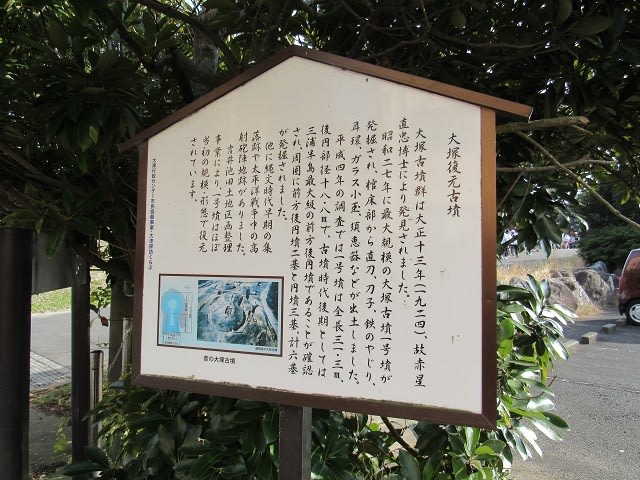 大塚復元古墳
大塚古墳群は大正十三年(一九二四)、故赤星
直忠博士により発見されました。
昭和二七年に最大規模の大塚古墳一号墳が
発掘され、棺床部から直刀、刀子、鉄のやじり、
耳環、ガラス小玉、須恵器などが出土しました。
平成四年の調査では一号墳は全長三一・三m、
後円部径十八・八mで、古墳時代後期としては
三浦半島最大級の前方後円墳であることが確認
され、周囲に前方後円墳二基と円墳三基、計六基
が発掘されました。
他に縄文時代早期の集
落跡や太平洋戦争中の高
射砲陣地跡がありました。
吉井池田土地区画整理
事業により一号墳はほぼ
当初の規模・形態で復元
されています。
昔の大塚古墳